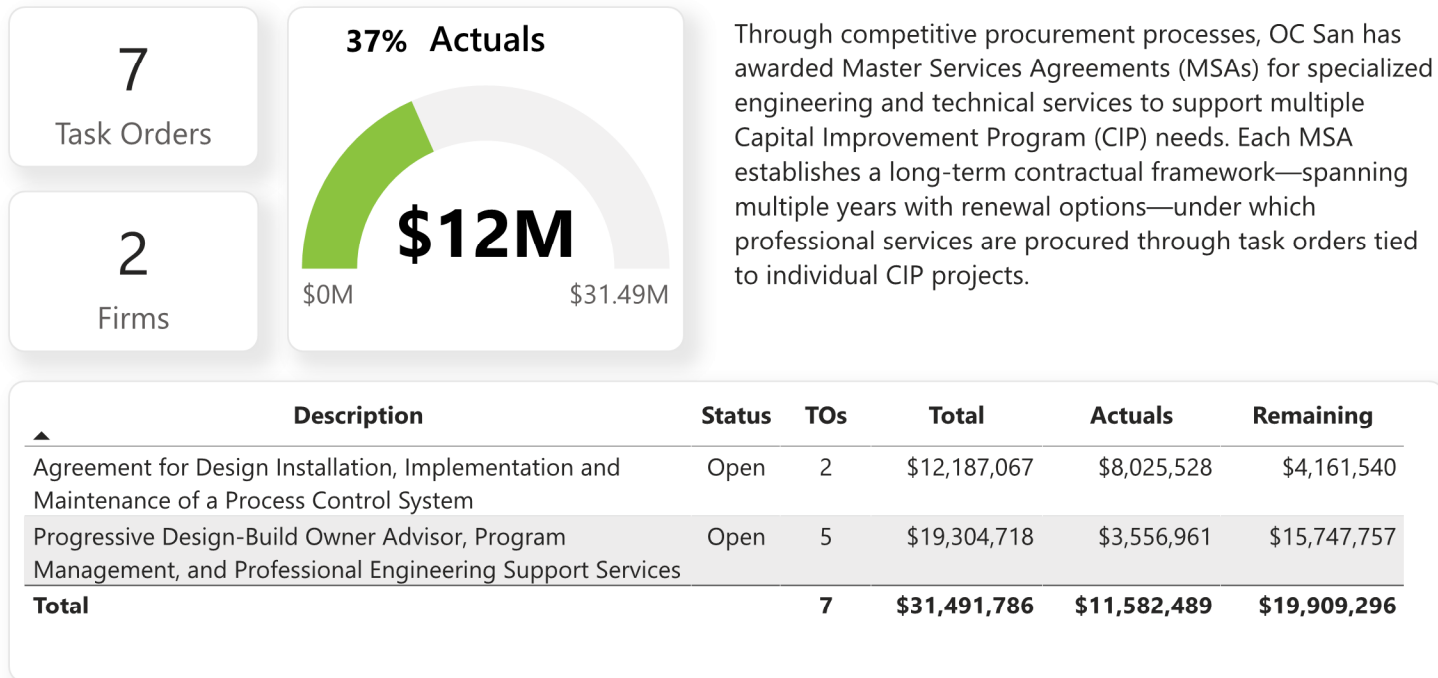 7
Task Orders
2
Firms
37% Actuals
$12M
$0M
$31.49M
Through competitive procurement processes, OC San has
awarded Master Services Agreements (MSAs) for specialized
engineering and technical services to support multiple
Capital Improvement Program (CIP) needs. Each MSA
establishes a long-term contractual framework—spanning
multiple years with renewal options—under which
professional services are procured through task orders tied
to individual CIP projects.
Description Status TOs Total Actuals Remaining
Agreement for Design Installation, Implementation and Open 2 $12,187,067 $8,025,528 $4,161,540
Maintenance of a Process Control System
Progressive Design-Build Owner Advisor, Program Open 5 $19,304,718 $3,556,961 $15,747,757
Management, and Professional Engineering Support Services
Total 7 $31,491,786 $11,582,489 $19,909,296